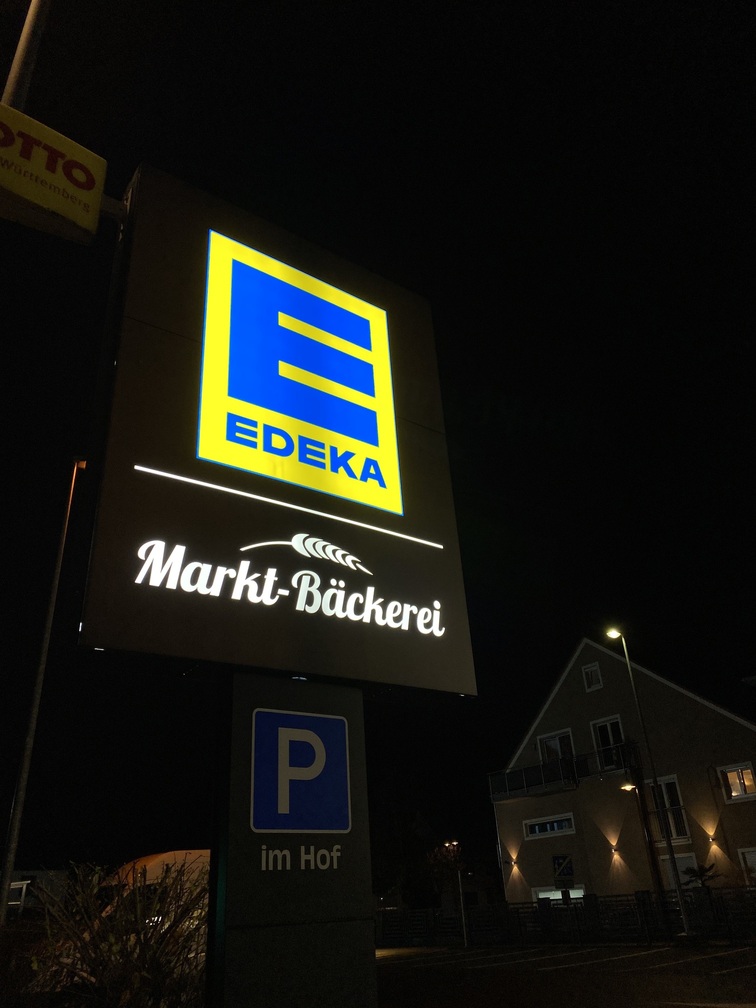 OTTO
Württemberg
E
EDEKA
Markt-Bäckerei
P
im Hof